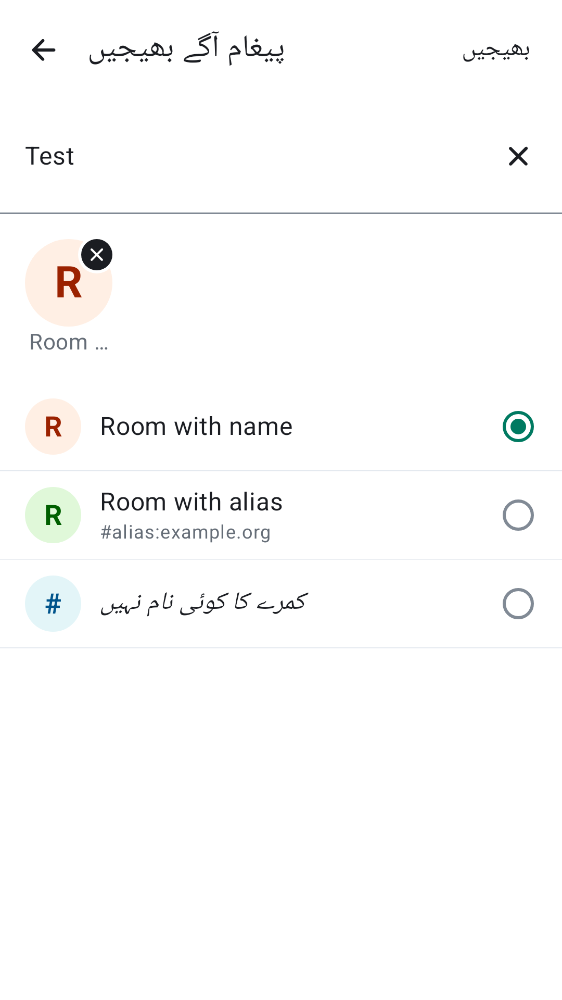 پیغام آگے بھیجیں
بھیجیں
Test
R
Room …
R
Room with name
R
Room with alias
#alias:example.org
#
کمرے کا کوئی نام نہیں